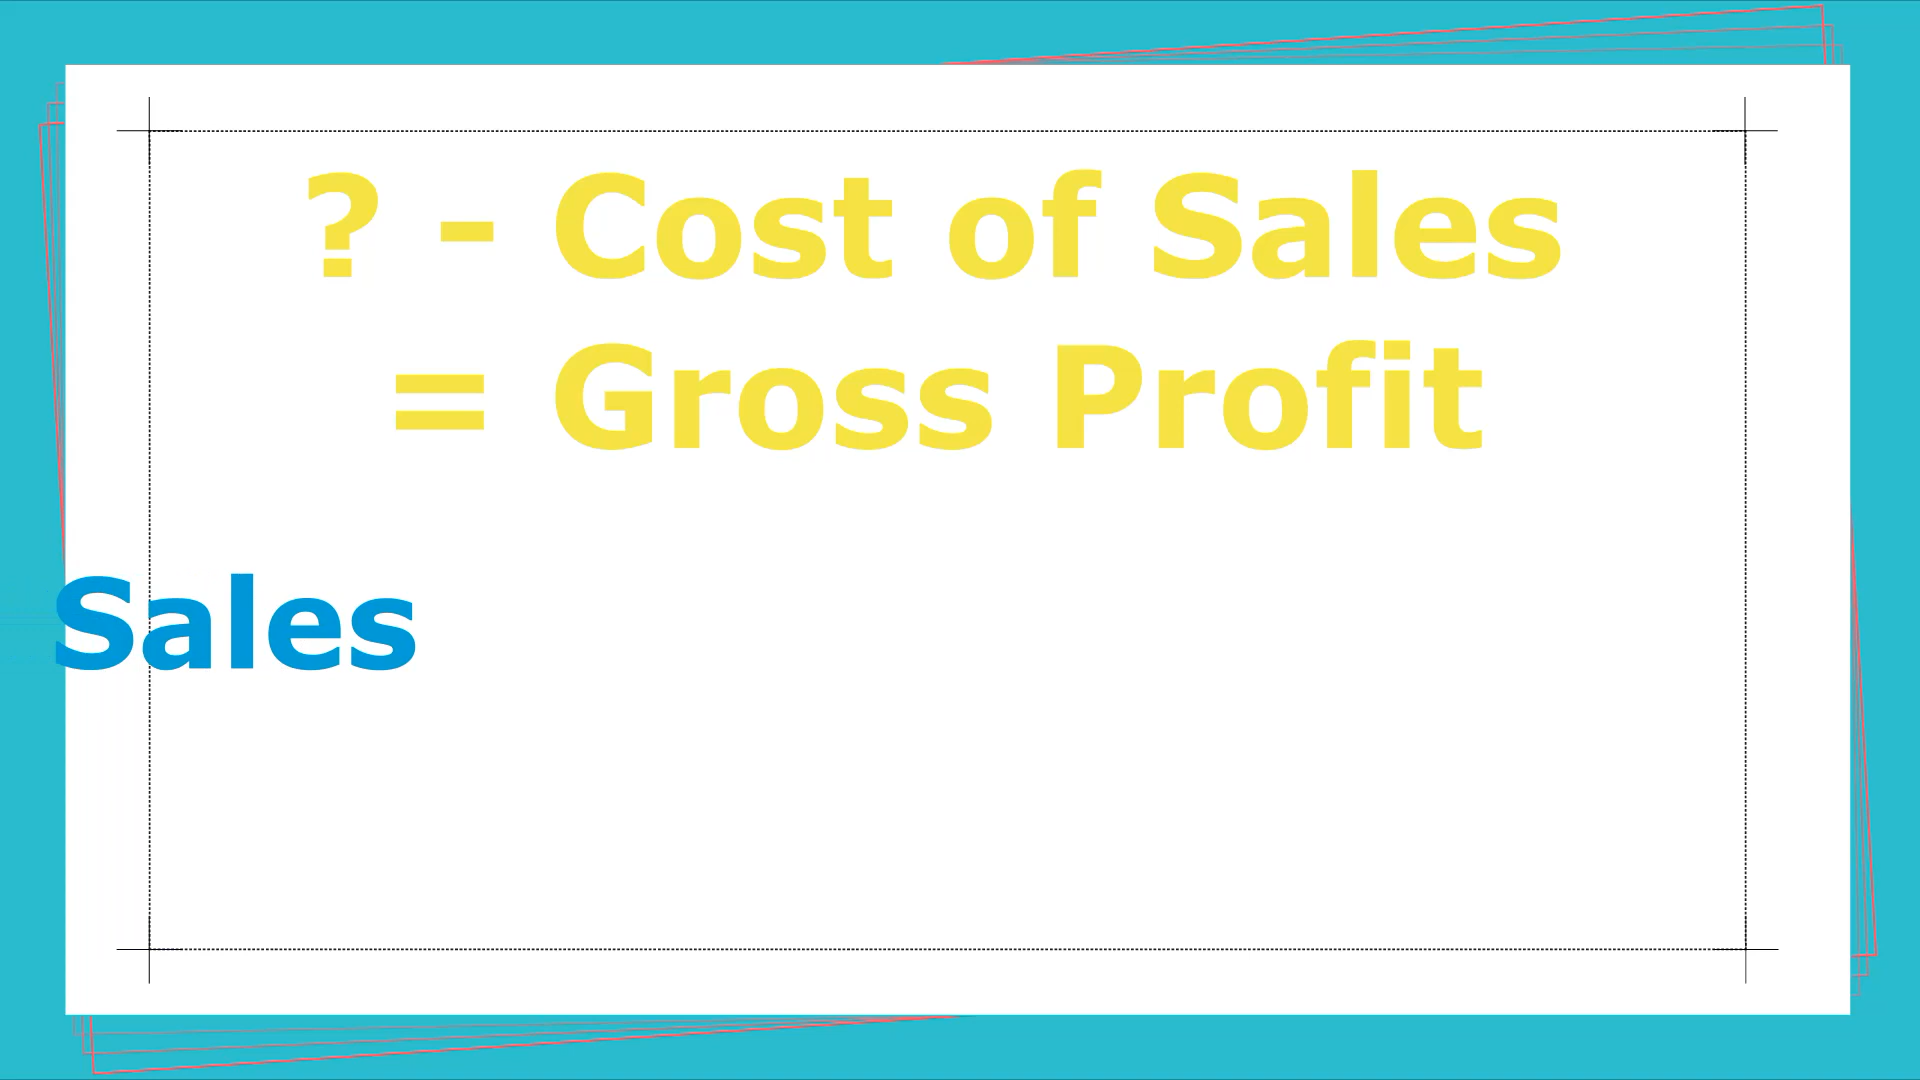 ? - Cost of Sales
= Gross Profit
Sales